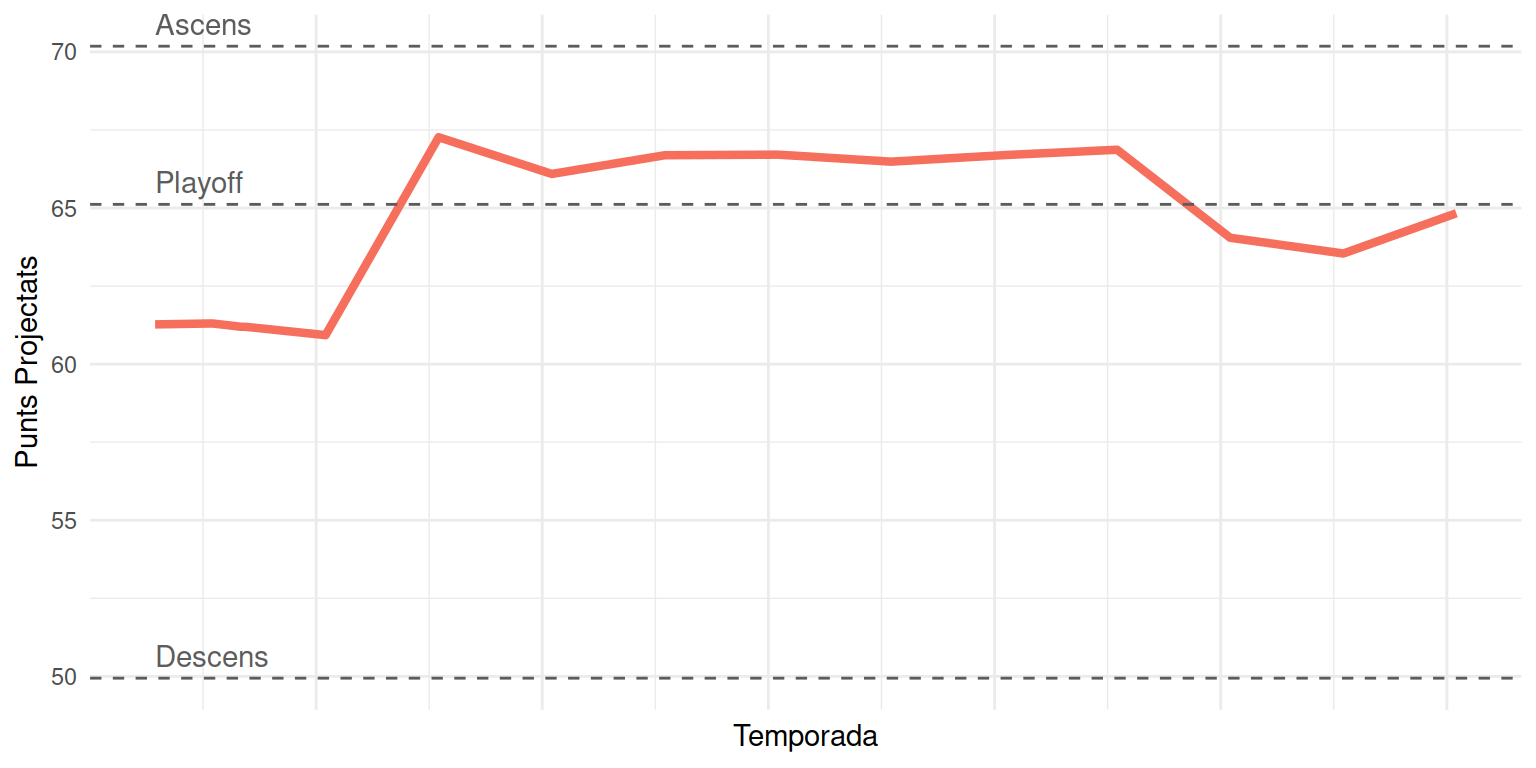 Ascens
70
Playoff
65
60
55
Descens
50
Punts Projectats
Temporada